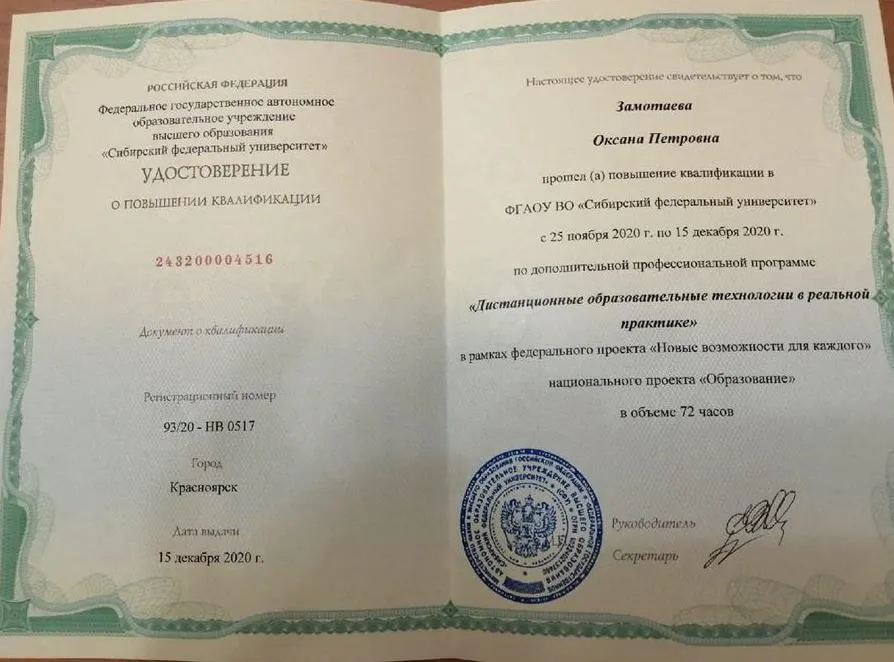 РОССИЙСКАЯ ФЕДЕРАЦИЯ
Федеральное государственное автономное
образовательное учреждение
высшего образования
«Сибирский федеральный университет»
УДОСТОВЕРЕНИЕ
О ПОВЫШЕНИИ КВАЛИФИКАЦИИ
243200004516
Документ о квалификации
Регистрационный номер
93/20 - НВ 0517
Город
Красноярск
Дата выдачи
15 декабря 2020 г.
Настоящее удостоверение свидетельствует о том, что
Замотаева
Оксана Петровна
прошел (а) повышение квалификации в
ФГАОУ ВО «Сибирский федеральный университет»
с 25 ноября 2020 г. по 15 декабря 2020 г.
по дополнительной профессиональной программе
«Дистанционные образовательные технологии в реальной
практике»
в рамках федерального проекта «Новые возможности для каждого»
национального проекта «Образование»
в объеме 72 часов
Руководитель
Секретарь